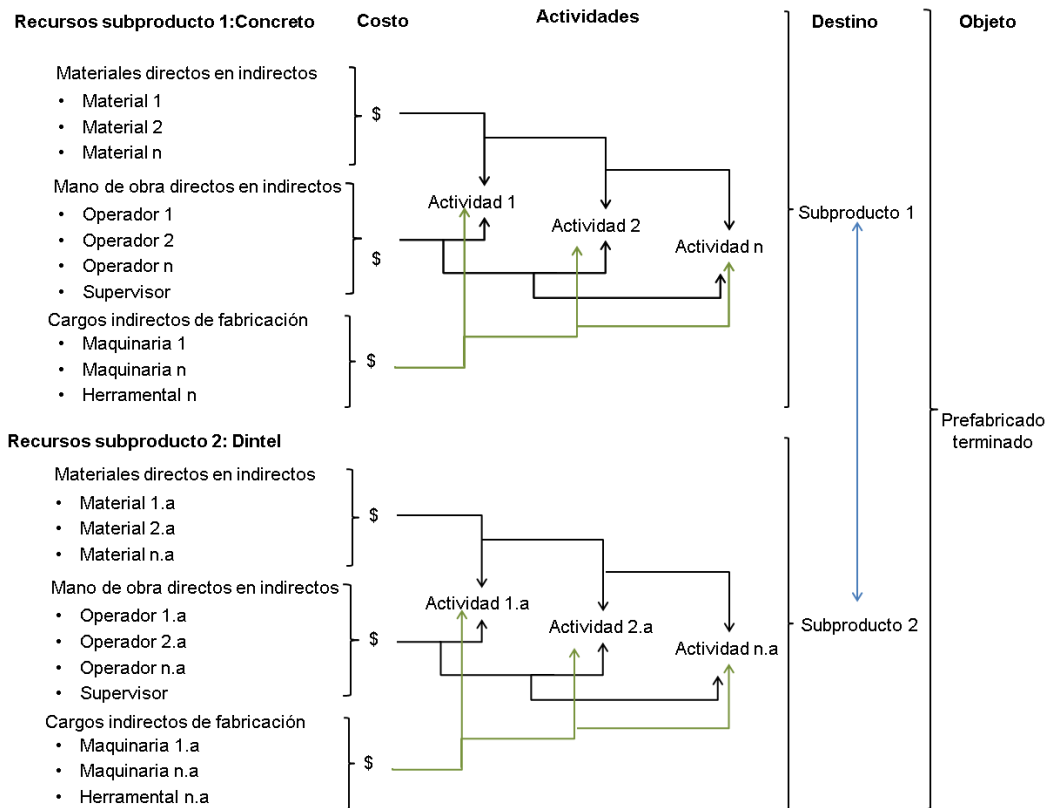 Recursos subproducto 1:Concreto
Costo
Actividades
Destino
Objeto
Materiales directos en indirectos
• Material 1
• Material 2
• Material n
$
Mano de obra directos en indirectos
• Operador 1
• Operador 2
• Operador n
• Supervisor
$
Cargos indirectos de fabricación
• Maquinaria 1
• Maquinaria n
• Herramental n
$
Actividad 1
Actividad 2
Actividad n
Subproducto 1
Recursos subproducto 2: Dintel
Materiales directos en indirectos
• Material 1.a
• Material 2.a
• Material n.a
$
Mano de obra directos en indirectos
• Operador 1.a
• Operador 2.a
• Operador n.a
• Supervisor
$
Cargos indirectos de fabricación
• Maquinaria 1.a
• Maquinaria n.a
• Herramental n.a
$
Actividad 1.a
Actividad 2.a
Actividad n.a
Subproducto 2
Prefabricado
terminado